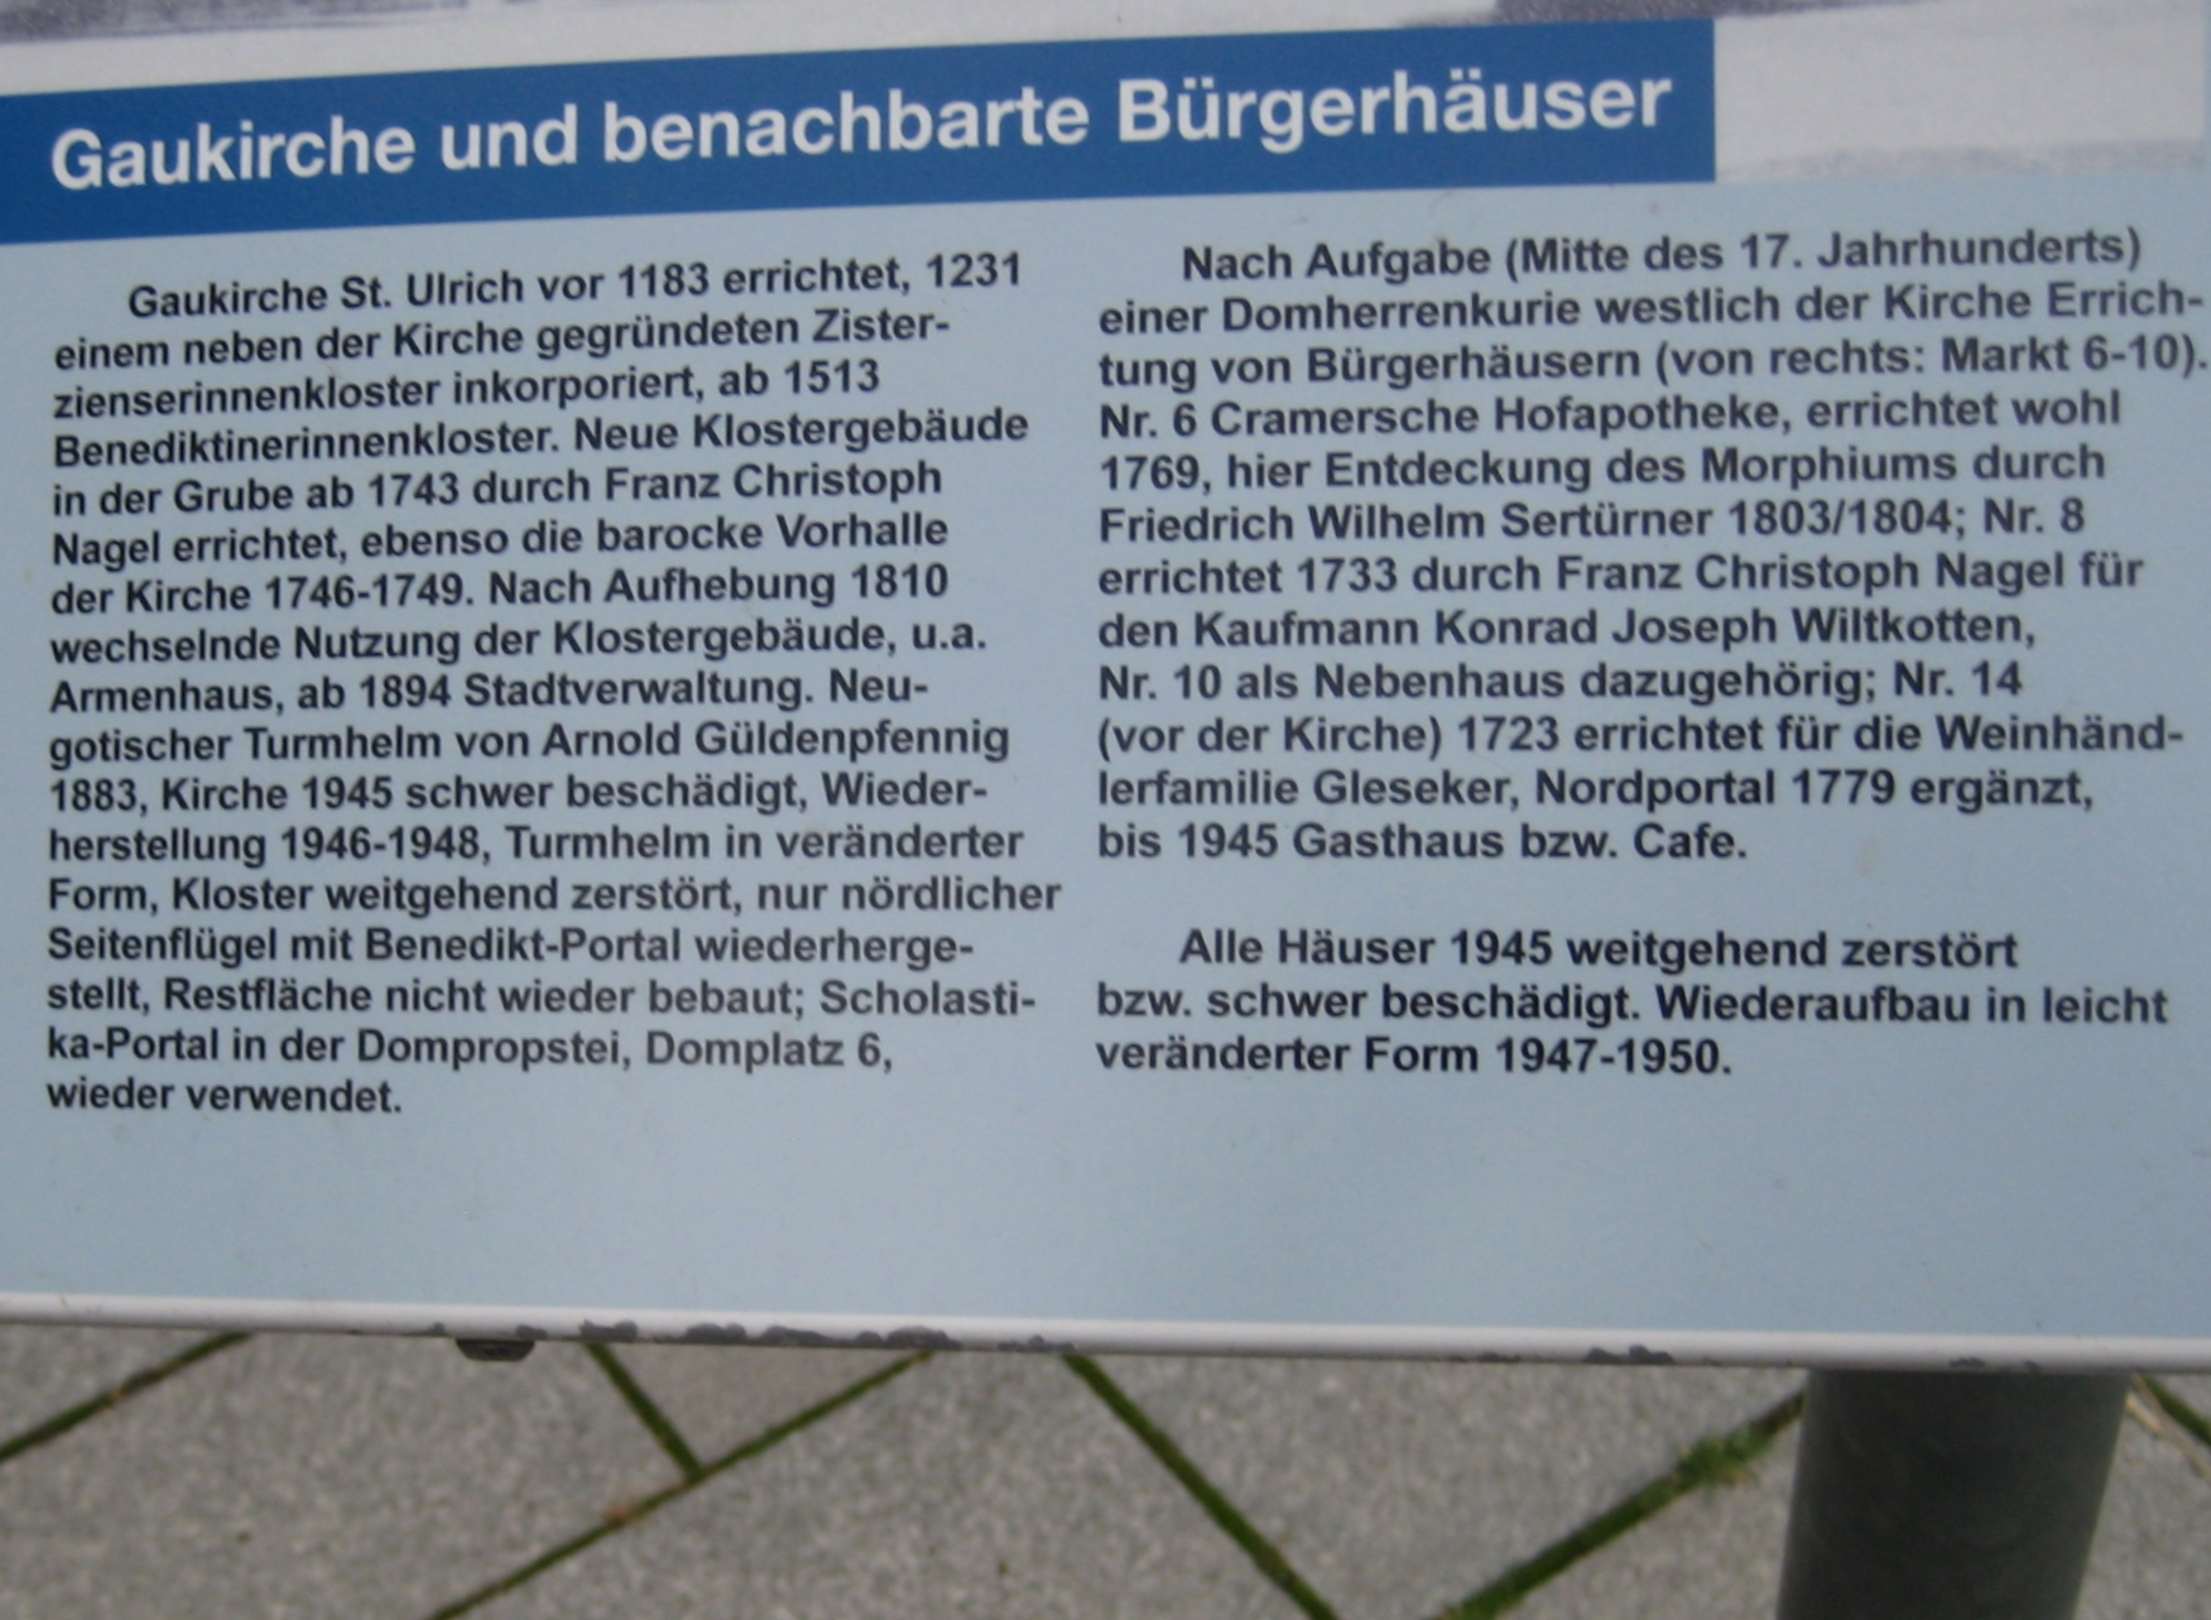 Gaukirche und benachbarte Bürgerhäuser
Gaukirche St. Ulrich vor 1183 errichtet, 1231
einem neben der Kirche gegründeten Zister-
zienserinnenkloster inkorporiert, ab 1513
Benediktinerinnenkloster. Neue Klostergebäude
in der Grube ab 1743 durch Franz Christoph
Nagel errichtet, ebenso die barocke Vorhalle
der Kirche 1746-1749. Nach Aufhebung 1810
wechselnde Nutzung der Klostergebäude, u.a.
Armenhaus, ab 1894 Stadtverwaltung. Neu-
gotischer Turmhelm von Arnold Güldenpfennig
1883, Kirche 1945 schwer beschädigt, Wieder-
herstellung 1946-1948, Turmhelm in veränderter
Form, Kloster weitgehend zerstört, nur nördlicher
Seitenflügel mit Benedikt-Portal wiederherge-
stellt, Restfläche nicht wieder bebaut; Scholasti-
ka-Portal in der Dompropstei, Domplatz 6,
wieder verwendet.
Nach Aufgabe (Mitte des 17. Jahrhunderts)
einer Domherrenkurie westlich der Kirche Errich-
tung von Bürgerhäusern (von rechts: Markt 6-10).
Nr. 6 Cramersche Hofapotheke, errichtet wohl
1769, hier Entdeckung des Morphiums durch
Friedrich Wilhelm Sertürner 1803/1804; Nr. 8
errichtet 1733 durch Franz Christoph Nagel für
den Kaufmann Konrad Joseph Wiltkotten,
Nr. 10 als Nebenhaus dazugehörig; Nr. 14
(vor der Kirche) 1723 errichtet für die Weinhänd-
lerfamilie Gleseker, Nordportal 1779 ergänzt,
bis 1945 Gasthaus bzw. Cafe.
Alle Häuser 1945 weitgehend zerstört
bzw. schwer beschädigt. Wiederaufbau in leicht
veränderter Form 1947-1950.